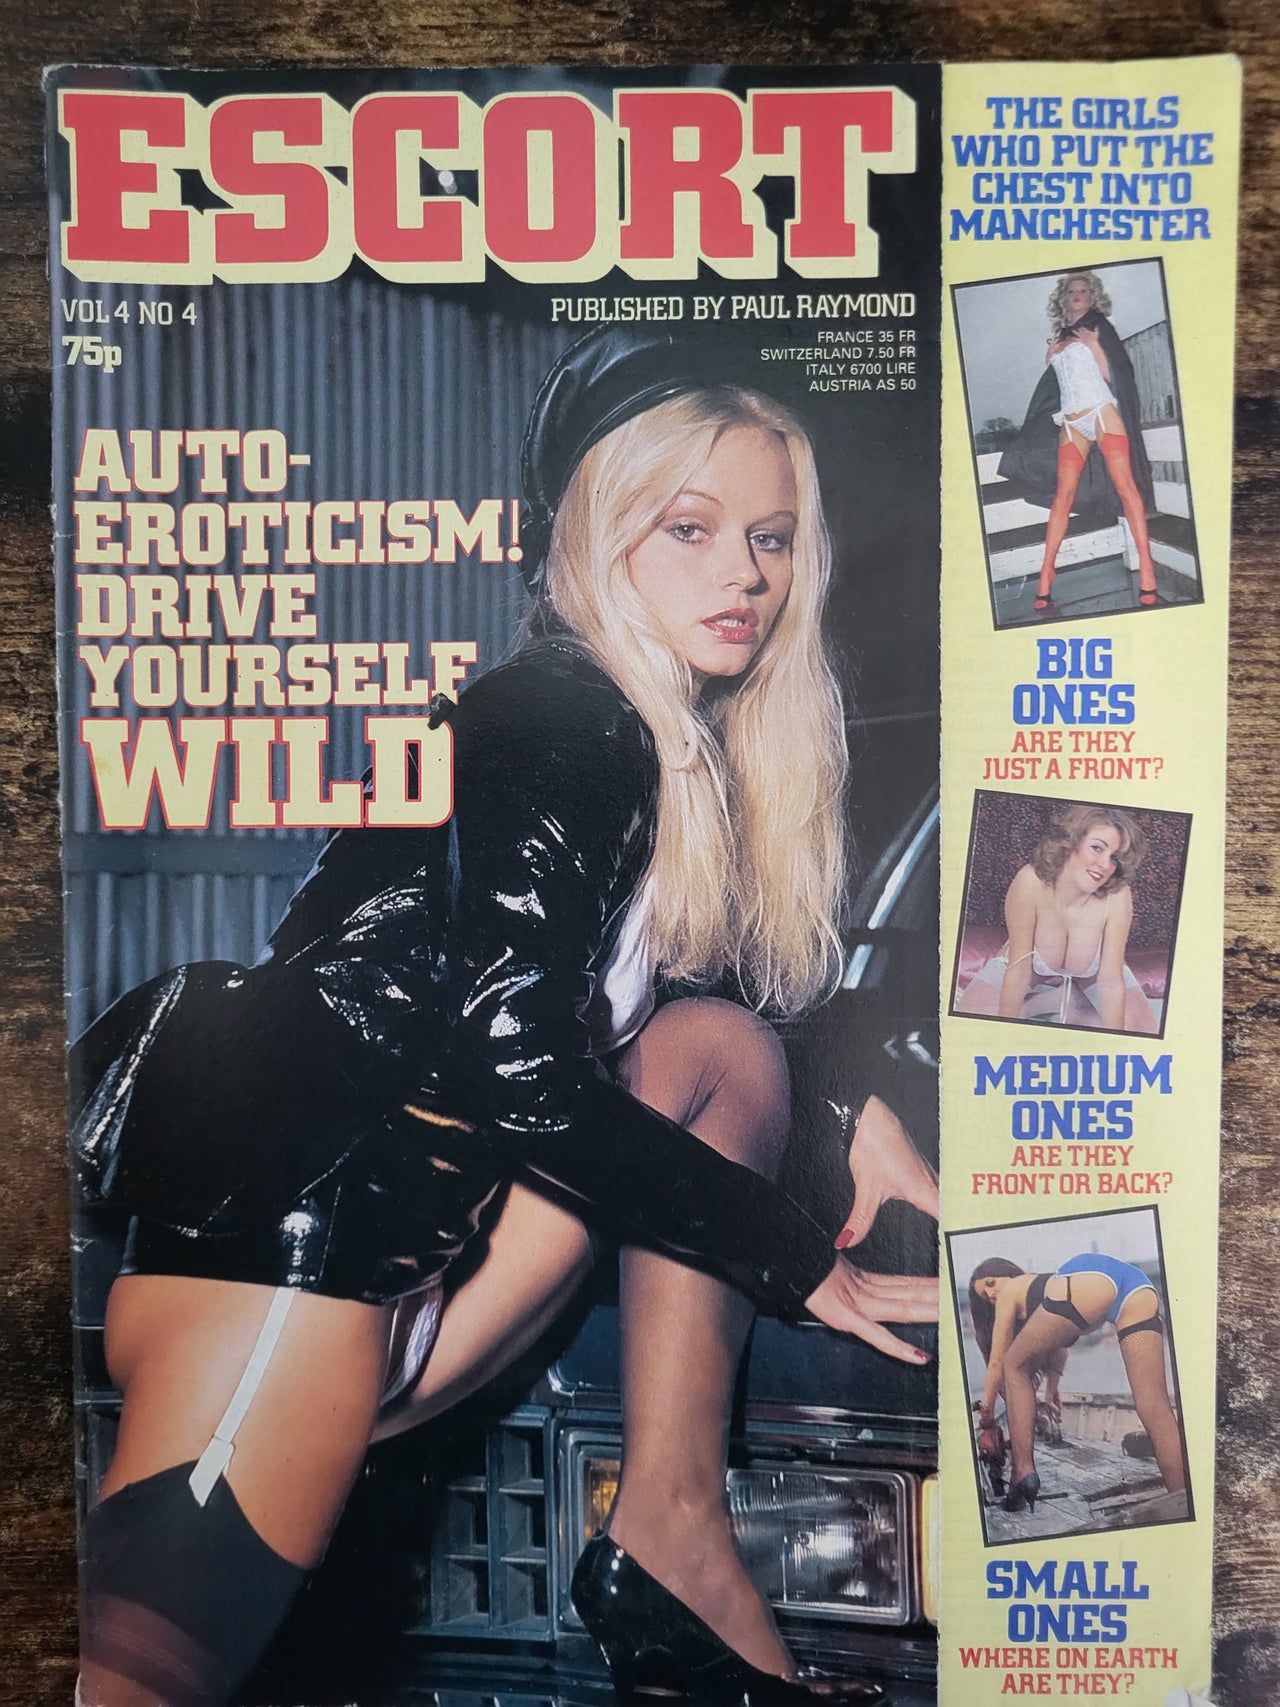 ESCORT
VOL 4 NO 4
PUBLISHED BY PAUL RAYMOND
75p
FRANCE 35 FR
SWITZERLAND 7.50 FR
ITALY 6700 LIRE
AUSTRIA AS 50
AUTO-
EROTICISM!
DRIVE
YOURSELF
WILD
THE GIRLS
WHO PUT THE
CHEST INTO
MANCHESTER
BIG
ONES
ARE THEY
JUST A FRONT?
MEDIUM
ONES
ARE THEY
FRONT OR BACK?
SMALL
ONES
WHERE ON EARTH
ARE THEY?